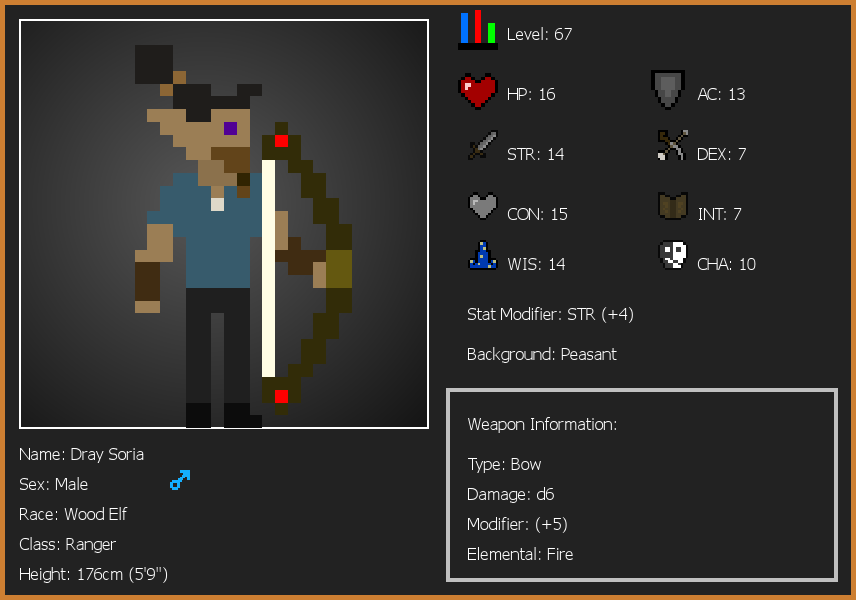 Level: 67
HP: 16
AC: 13
STR: 14
DEX: 7
CON: 15
INT: 7
WIS: 14
CHA: 10
Stat Modifier: STR (+4)
Background: Peasant
Weapon Information:
Type: Bow
Damage: d6
Modifier: (+5)
Elemental: Fire
Name: Dray Soria
Sex: Male
Race: Wood Elf
Class: Ranger
Height: 176cm (5'9")